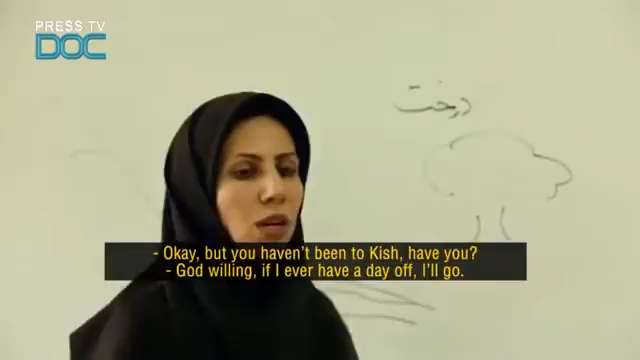 PRESS TV
DOC
درخت
- Okay, but you haven't been to Kish, have you?
- God willing, if I ever have a day off, I'll go.